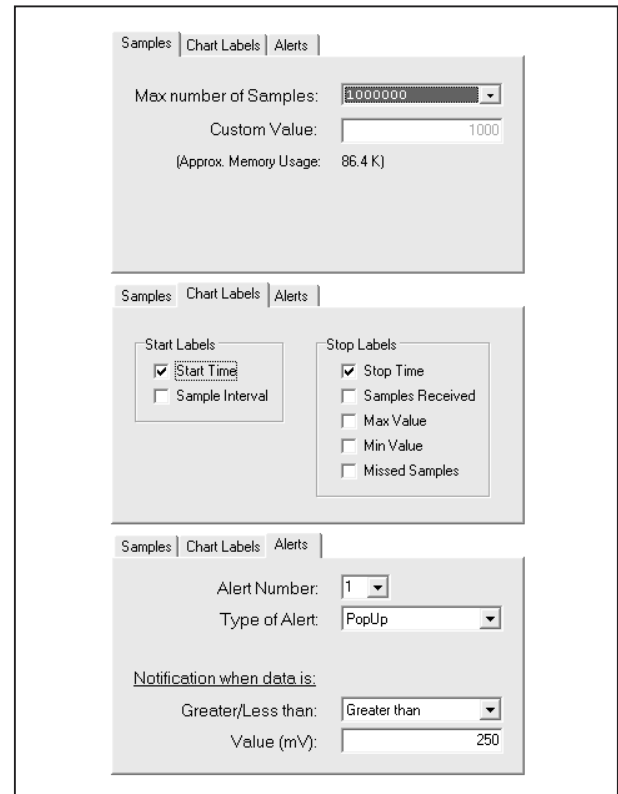 Samples Chart Labels Alerts
Max number of Samples: 1000000
Custom Value: 1000
(Approx. Memory Usage: 86.4 K)
Samples Chart Labels Alerts
Start Labels
Start Time
Sample Interval
Stop Labels
Stop Time
Samples Received
Max Value
Min Value
Missed Samples
Samples Chart Labels Alerts
Alert Number: 1
Type of Alert: PopUp
Notification when data is:
Greater/Less than: Greater than
Value (mV): 250